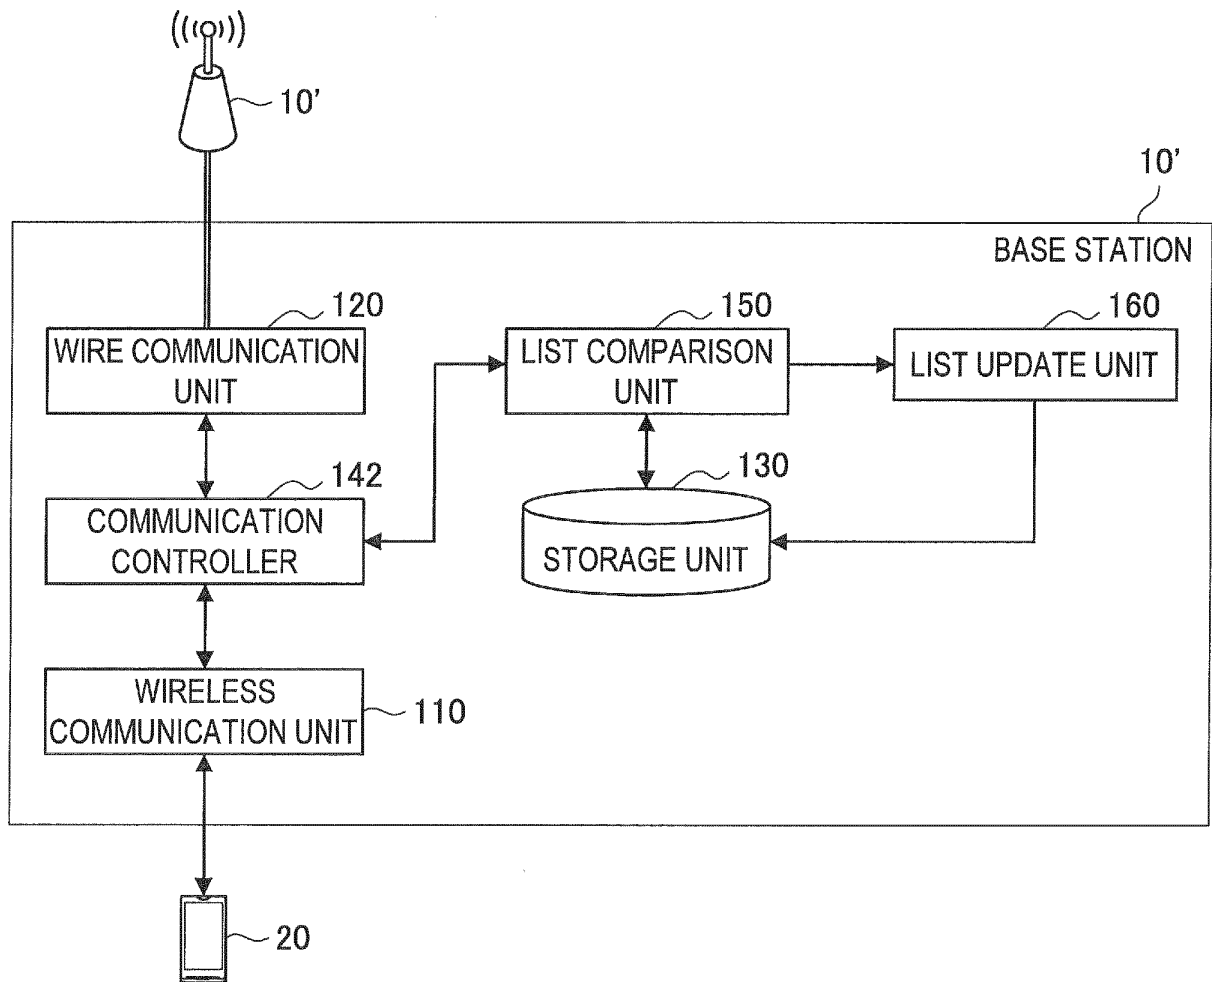 10'
10'
BASE STATION
120
WIRE COMMUNICATION
UNIT
150
LIST COMPARISON
UNIT
160
LIST UPDATE UNIT
142
COMMUNICATION
CONTROLLER
130
STORAGE UNIT
WIRELESS
COMMUNICATION UNIT
110
20